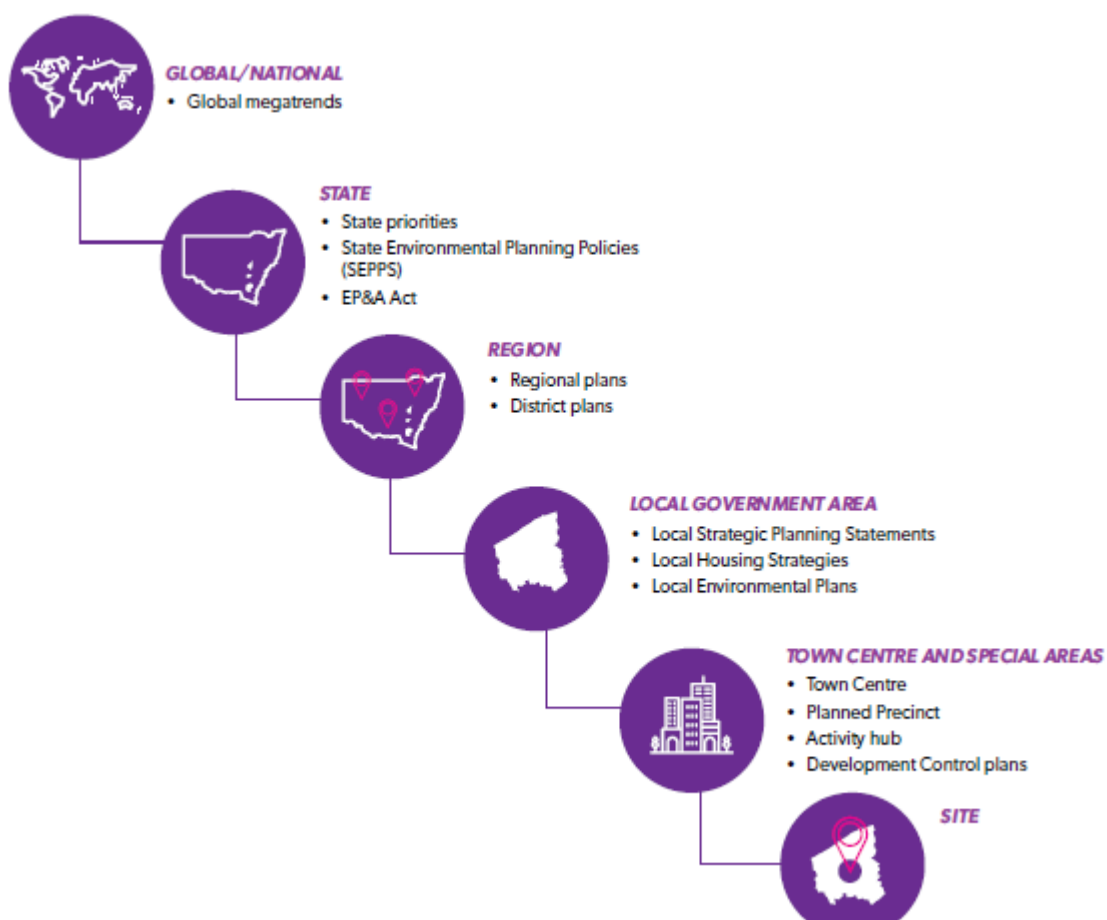 GLOBAL/NATIONAL
• Global megatrends
STATE
• State priorities
• State Environmental Planning Policies
(SEPPS)
• EP&A Act
REGION
• Regional plans
• District plans
LOCAL GOVERNMENT AREA
• Local Strategic Planning Statements
• Local Housing Strategies
• Local Environmental Plans
TOWN CENTRE AND SPECIAL AREAS
• Town Centre
• Planned Precinct
• Activity hub
• Development Control plans
SITE